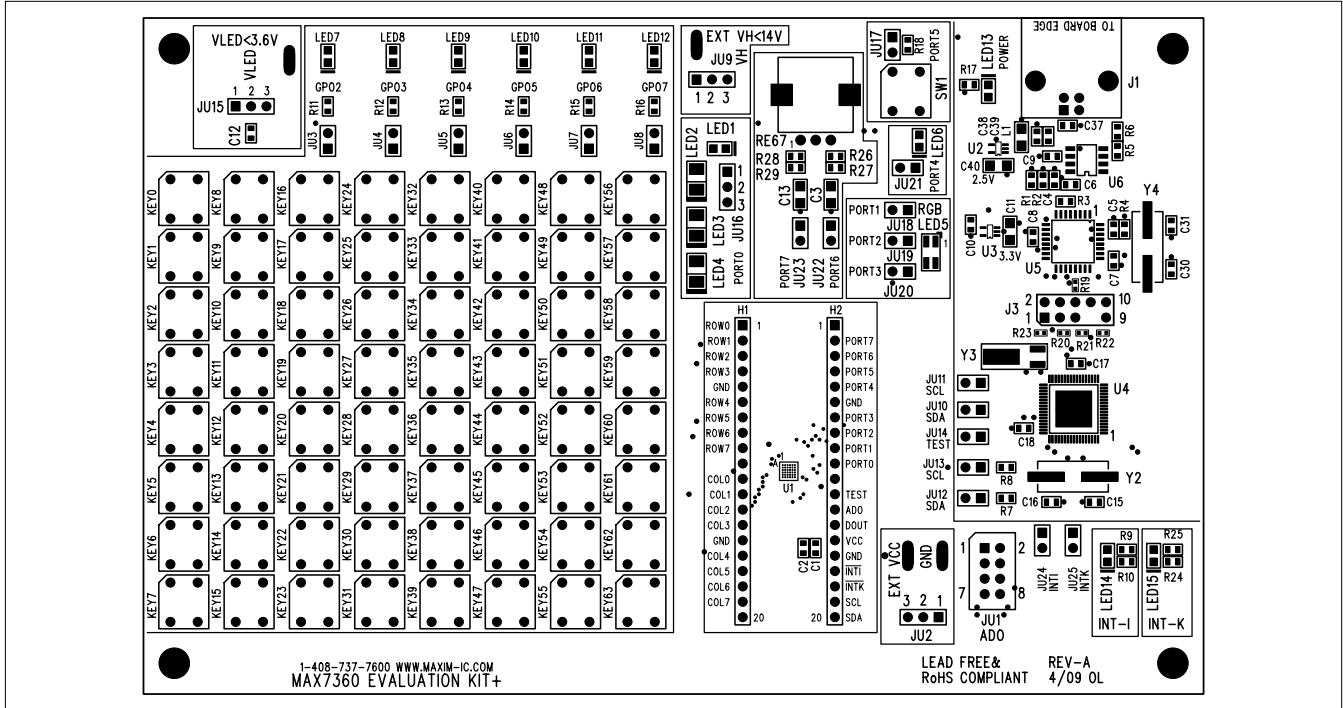 VLED<3.6V
VLED
1 2 3
JU15
C12
LED7 LED8 LED9 LED10 LED11 LED12
GPO2 GPO3 GPO4 GPO5 GPO6 GPO7
R11 R12 R13 R14 R15 R16
JU3 JU4 JU5 JU6 JU7 JU8
KEY0 KEY8 KEY16 KEY24 KEY32 KEY40 KEY48 KEY56
KEY1 KEY9 KEY17 KEY25 KEY33 KEY41 KEY49 KEY57
KEY2 KEY10 KEY18 KEY26 KEY34 KEY42 KEY50 KEY58
KEY3 KEY11 KEY19 KEY27 KEY35 KEY43 KEY51 KEY59
KEY4 KEY12 KEY20 KEY28 KEY36 KEY44 KEY52 KEY60
KEY5 KEY13 KEY21 KEY29 KEY37 KEY45 KEY53 KEY61
KEY6 KEY14 KEY22 KEY30 KEY38 KEY46 KEY54 KEY62
KEY7 KEY15 KEY23 KEY31 KEY39 KEY47 KEY55 KEY63
EXT VH<14V
JU9
VH
1 2 3
LED2
LED1
1
2
3
LED3
JU16
LED4
PORT0
RE67
R28
R29
R26
R27
C13
C3
PORT7
JU23
JU22
PORT6
JU17
R18
PORT5
SW1
LED6
JU21
PORT4
PORT1
RGB
JU18
LED5
1
PORT2
JU19
PORT3
JU20
TO BOARD EDGE
J1
LED13
POWER
R17
C38
C39
L1
C37
R6
R5
U2
C40
2.5V
C9
C6
U6
R1
R2
C4
R3
C10
U3
3.3V
C11
C8
1
U5
C5
R4
Y4
C31
C7
C30
R19
J3
2 10
1 9
R23
R20
R21
R22
Y3
C17
JU11
SCL
JU10
SDA
JU14
TEST
JU13
SCL
JU12
SDA
U4
1
C18
R8
R7
Y2
C16
C15
H1 H2
ROW0 1
ROW1
ROW2
ROW3
GND
ROW4
ROW5
ROW6
ROW7
COL0
COL1
COL2
COL3
GND
COL4
COL5
COL6
COL7
20
1
PORT7
PORT6
PORT5
PORT4
GND
PORT3
PORT2
PORT1
PORT0
TEST
AD0
DOUT
VCC
GND
INTI
INTK
SCL
20 SDA
A
1
U1
C2
C1
EXT VCC
GND
3 2 1
JU2
1 2
7 8
JU1
AD0
JU24
INTI
JU25
INTK
R9
R10
LED14
INT-I
R25
R24
LED15
INT-K
1-408-737-7600 WWW.MAXIM-IC.COM
MAX7360 EVALUATION KIT+
LEAD FREE& REV-A
RoHS COMPLIANT 4/09 OL